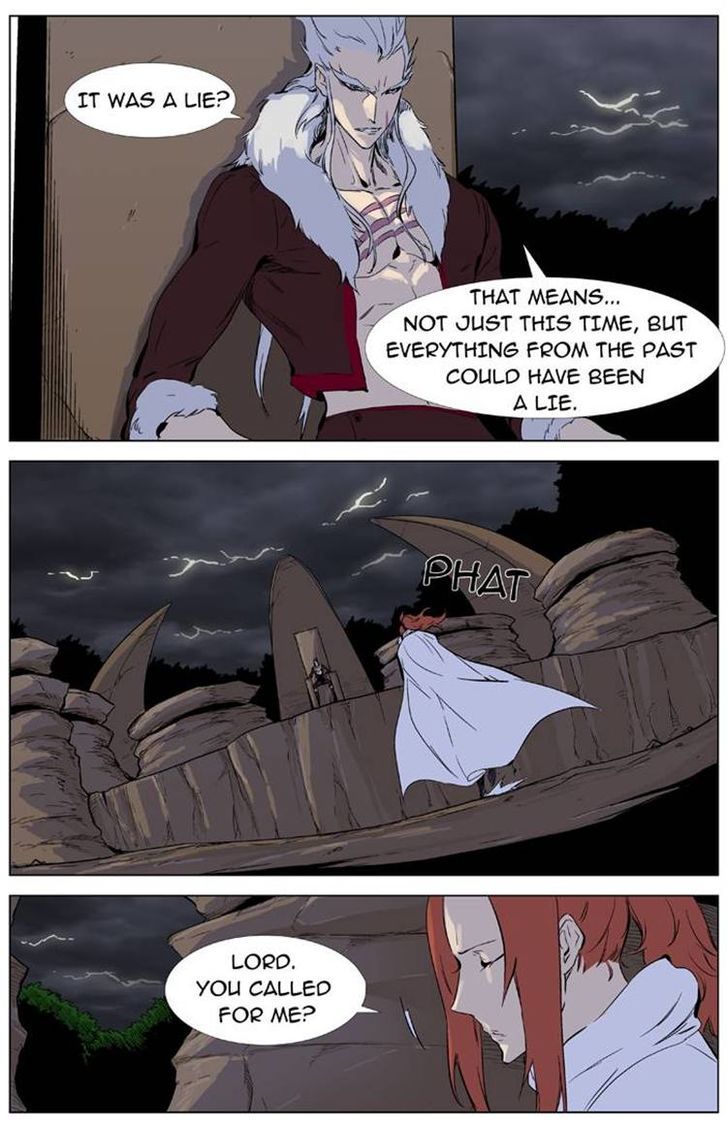 IT WAS A LIE?
THAT MEANS...
NOT JUST THIS TIME, BUT
EVERYTHING FROM THE PAST
COULD HAVE BEEN
A LIE.
PHAT
LORD.
YOU CALLED
FOR ME?